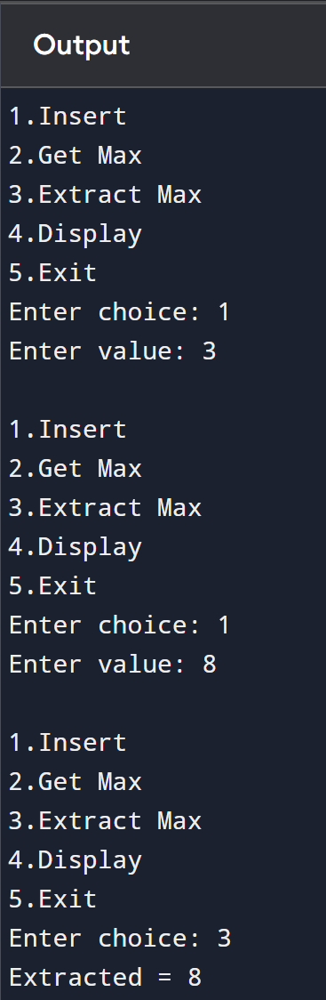 Output
1.Insert
2.Get Max
3.Extract Max
4.Display
5.Exit
Enter choice: 1
Enter value: 3

1.Insert
2.Get Max
3.Extract Max
4.Display
5.Exit
Enter choice: 1
Enter value: 8

1.Insert
2.Get Max
3.Extract Max
4.Display
5.Exit
Enter choice: 3
Extracted = 8